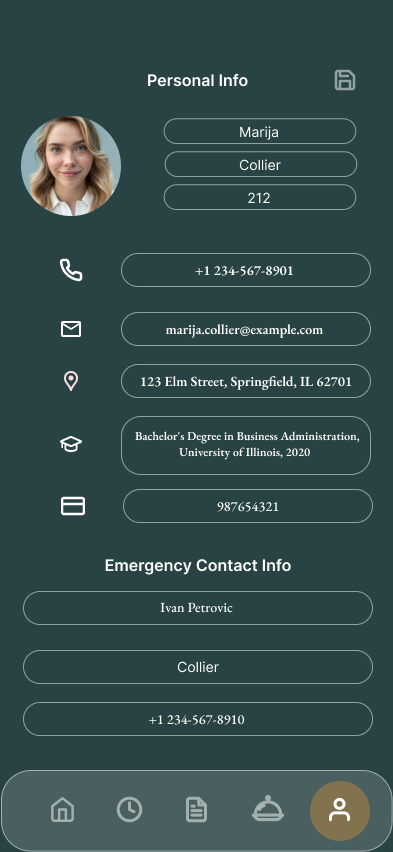 Personal Info
Marija
Collier
212
+1 234-567-8901
marija.collier@example.com
123 Elm Street, Springfield, IL 62701
Bachelor's Degree in Business Administration,
University of Illinois, 2020
987654321
Emergency Contact Info
Ivan Petrovic
Collier
+1 234-567-8910